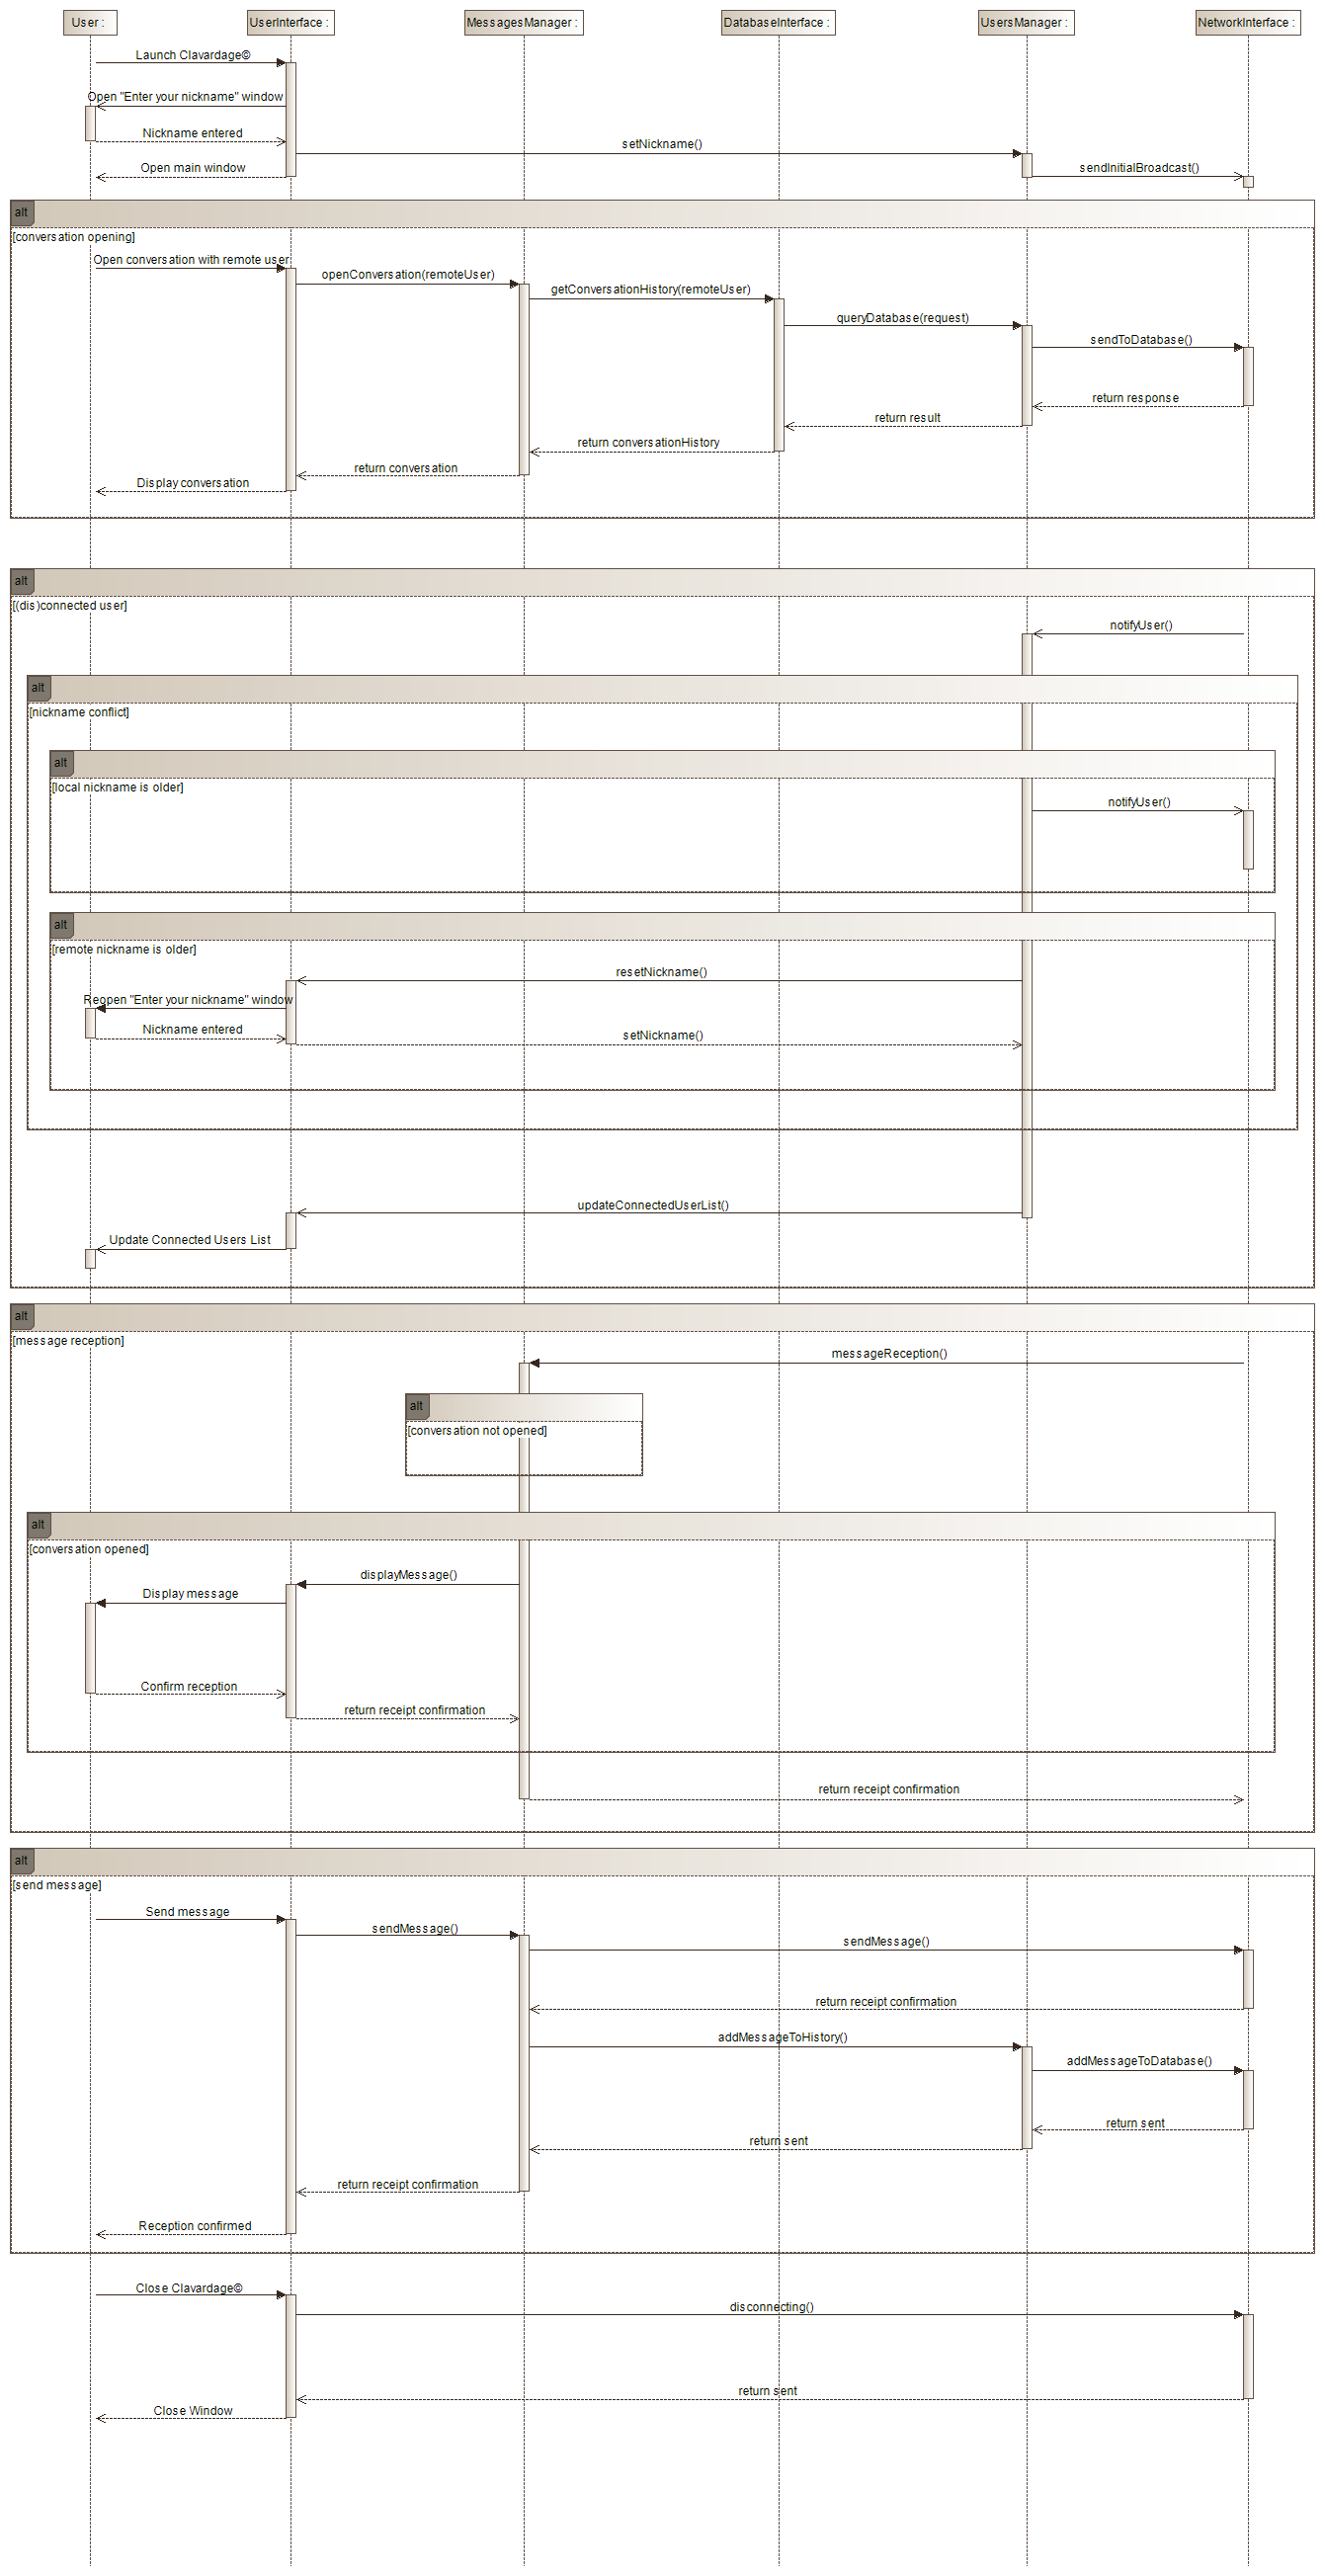 User :
UserInterface :
MessagesManager :
DatabaseInterface :
UsersManager :
NetworkInterface :
Launch Clavardage©
Open "Enter your nickname" window
Nickname entered
setNickname()
Open main window
sendInitialBroadcast()
alt
[conversation opening]
Open conversation with remote user
openConversation(remoteUser)
getConversationHistory(remoteUser)
queryDatabase(request)
sendToDatabase()
return response
return result
return conversationHistory
return conversation
Display conversation
alt
[(dis)connected user]
notifyUser()
alt
[nickname conflict]
alt
[local nickname is older]
notifyUser()
alt
[remote nickname is older]
resetNickname()
Reopen "Enter your nickname" window
Nickname entered
setNickname()
updateConnectedUserList()
Update Connected Users List
alt
[message reception]
messageReception()
alt
[conversation not opened]
alt
[conversation opened]
displayMessage()
Display message
Confirm reception
return receipt confirmation
return receipt confirmation
alt
[send message]
Send message
sendMessage()
sendMessage()
return receipt confirmation
addMessageToHistory()
addMessageToDatabase()
return sent
return sent
return receipt confirmation
Reception confirmed
Close Clavardage©
disconnecting()
return sent
Close Window